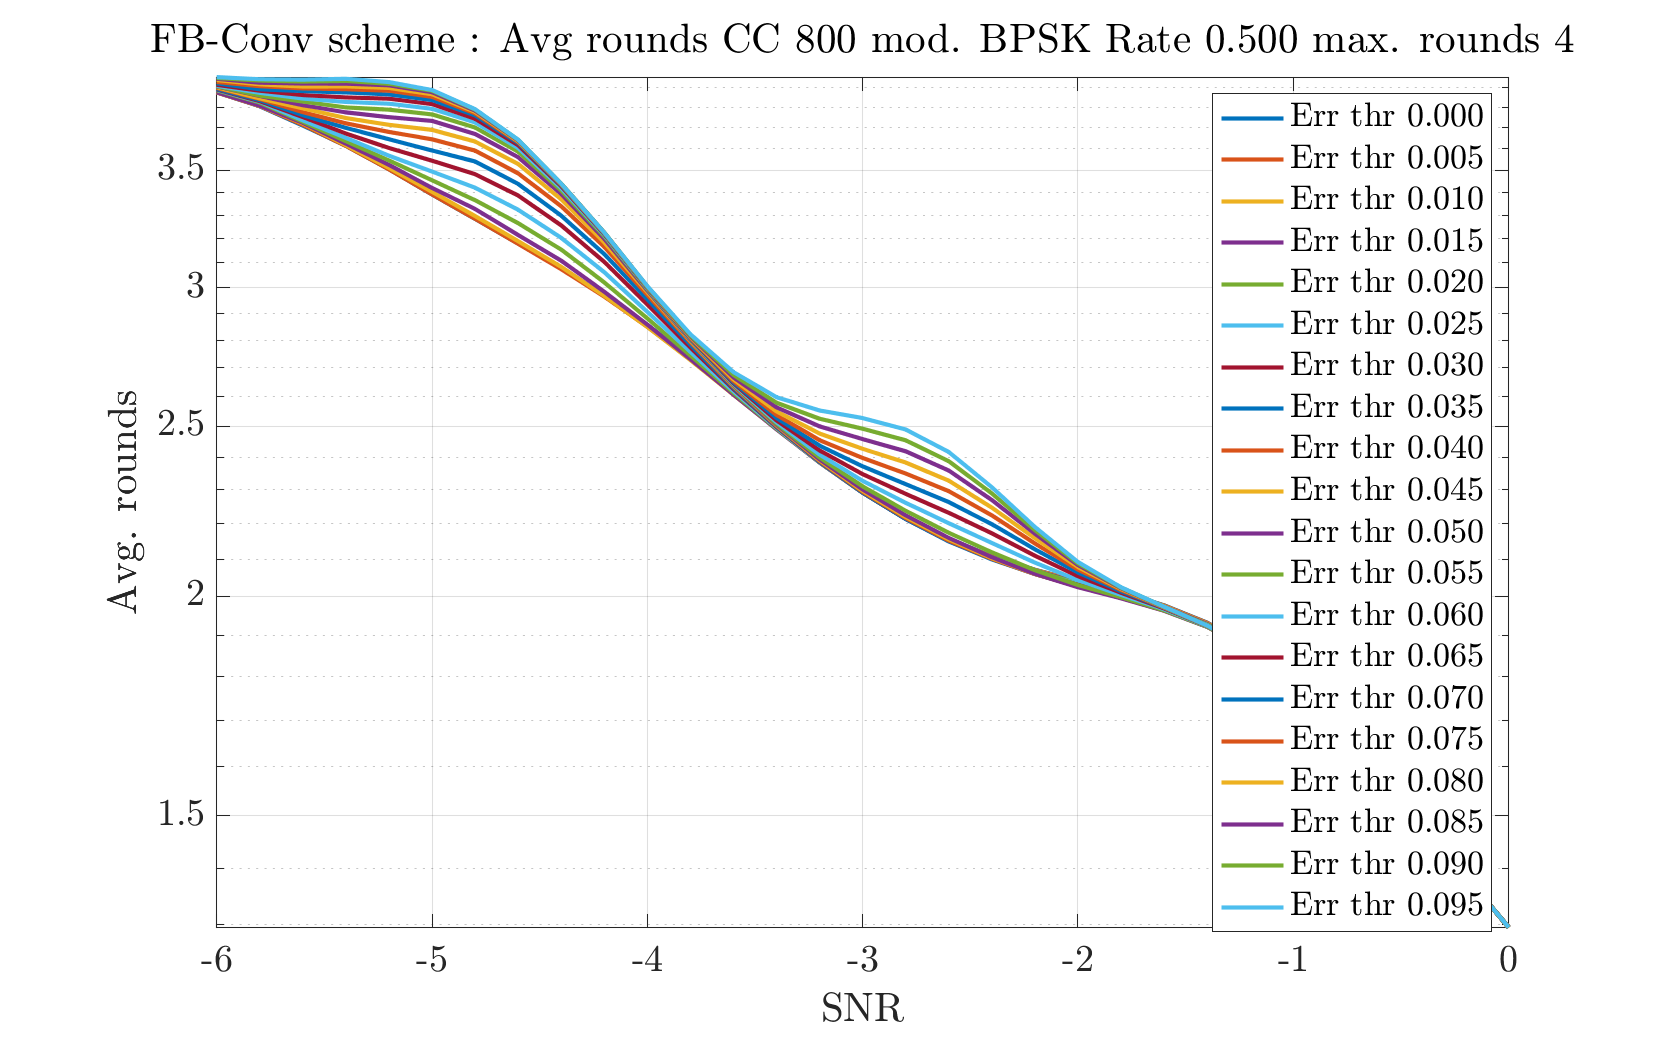 FB-Conv scheme : Avg rounds CC 800 mod. BPSK Rate 0.500 max. rounds 4
Avg. rounds
3.5
3
2.5
2
1.5
-6
-5
-4
-3
-2
-1
0
SNR
Err thr 0.000
Err thr 0.005
Err thr 0.010
Err thr 0.015
Err thr 0.020
Err thr 0.025
Err thr 0.030
Err thr 0.035
Err thr 0.040
Err thr 0.045
Err thr 0.050
Err thr 0.055
Err thr 0.060
Err thr 0.065
Err thr 0.070
Err thr 0.075
Err thr 0.080
Err thr 0.085
Err thr 0.090
Err thr 0.095